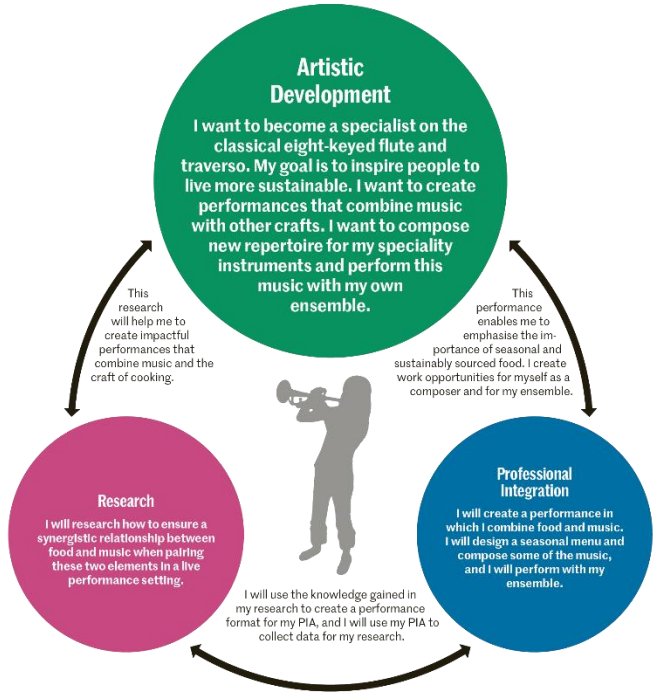 Artistic
Development
I want to become a specialist on the
classical eight-keyed flute and
traverso. My goal is to inspire people to
live more sustainable. I want to create
performances that combine music
with other crafts. I want to compose
new repertoire for my speciality
instruments and perform this
music with my own
ensemble.
This
research
will help me to
create impactful
performances that
combine music and the
craft of cooking.
This
performance
enables me to
emphasise the im-
portance of seasonal and
sustainably sourced food. I create
work opportunities for myself as a
composer and for my ensemble.
Research
I will research how to ensure a
synergistic relationship between
food and music when pairing
these two elements in a live
performance setting.
Professional
Integration
I will create a performance in
which I combine food and music.
I will design a seasonal menu and
compose some of the music,
and I will perform with my
ensemble.
I will use the knowledge gained in
my research to create a performance
format for my PIA, and I will use my PIA to
collect data for my research.